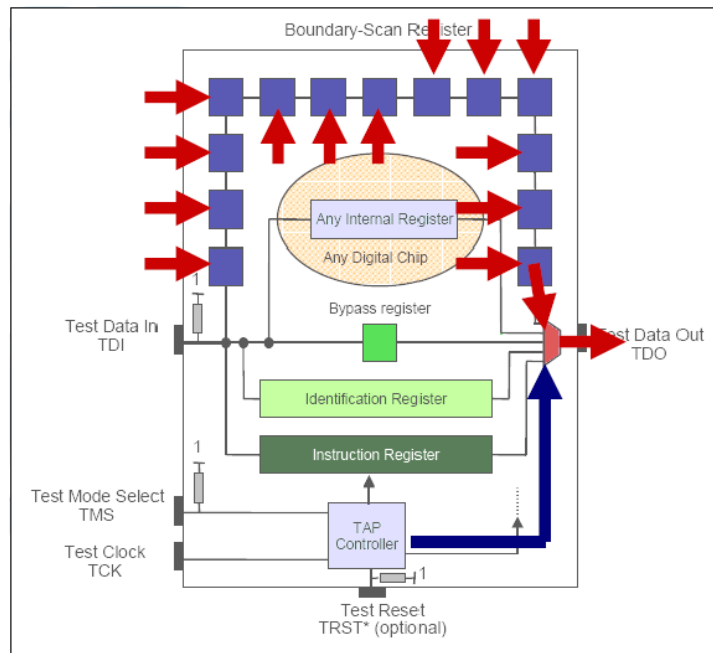 Boundary-Scan Register
Any Internal Register
Any Digital Chip
1
Bypass register
Test Data In
TDI
Test Data Out
TDO
Identification Register
Instruction Register
1
Test Mode Select
TMS
TAP
Controller
Test Clock
TCK
1
Test Reset
TRST* (optional)